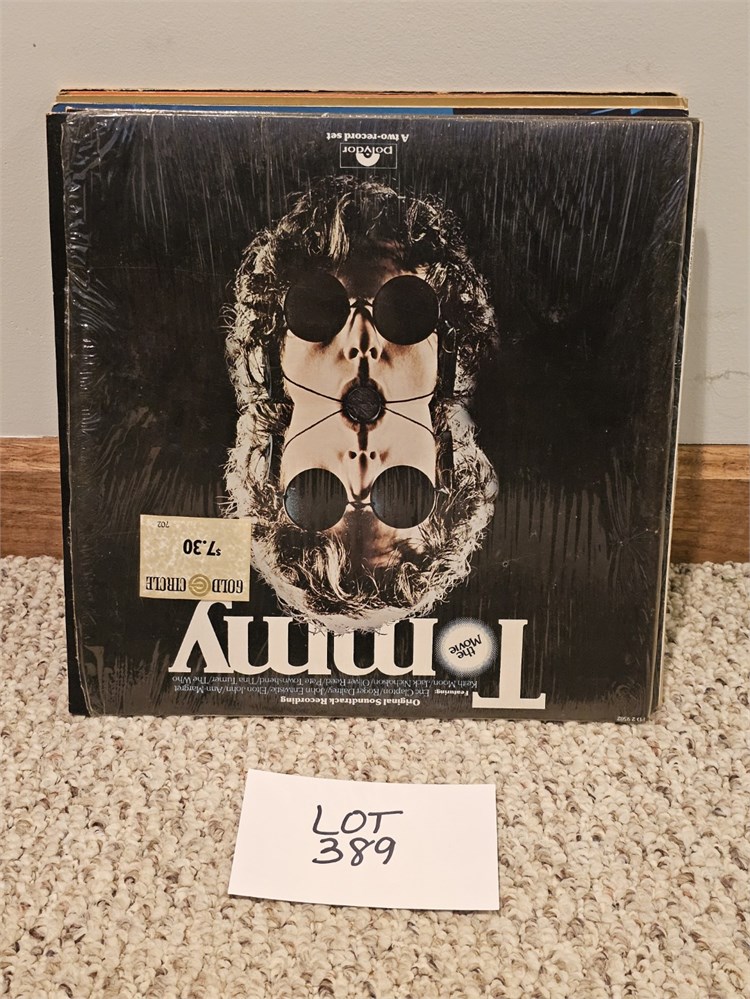 Original Soundtrack Recording
Featuring: Eric Clapton/Roger Daltrey/John Entwistle/Elton John/Ann-Margret
Keith Moon/Jack Nicholson/Oliver Reed/Pete Townshend/Tina Turner/The Who
Tommy
the
Movie
GOLD CIRCLE
$7.30
702
polydor
A two-record set
LOT
389